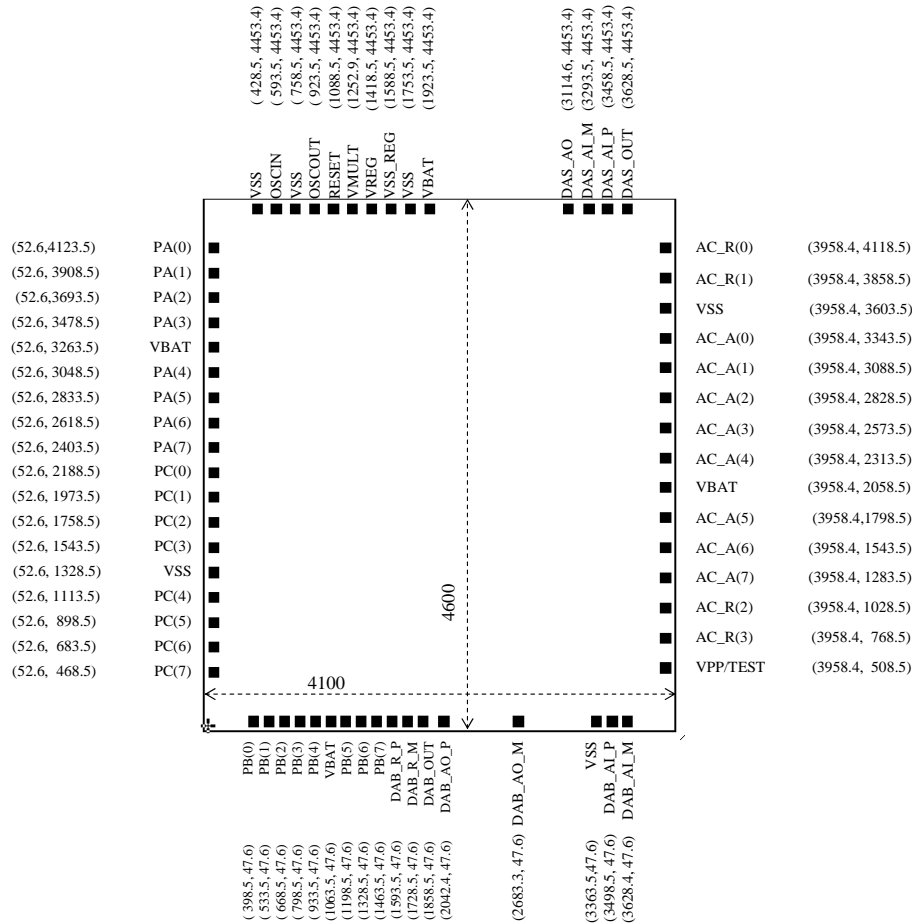 ( 428.5, 4453.4)
( 593.5, 4453.4)
( 758.5, 4453.4)
( 923.5, 4453.4)
(1088.5, 4453.4)
(1252.9, 4453.4)
(1418.5, 4453.4)
(1588.5, 4453.4)
(1753.5, 4453.4)
(1923.5, 4453.4)
(3114.6, 4453.4)
(3293.5, 4453.4)
(3458.5, 4453.4)
(3628.5, 4453.4)
VSS
OSCIN
VSS
OSCOUT
RESET
VMULT
VREG
VSS_REG
VSS
VBAT
DAS_AO
DAS_AI_M
DAS_AI_P
DAS_OUT
(52.6,4123.5) PA(0)
(52.6, 3908.5) PA(1)
(52.6,3693.5) PA(2)
(52.6, 3478.5) PA(3)
(52.6, 3263.5) VBAT
(52.6, 3048.5) PA(4)
(52.6, 2833.5) PA(5)
(52.6, 2618.5) PA(6)
(52.6, 2403.5) PA(7)
(52.6, 2188.5) PC(0)
(52.6, 1973.5) PC(1)
(52.6, 1758.5) PC(2)
(52.6, 1543.5) PC(3)
(52.6, 1328.5) VSS
(52.6, 1113.5) PC(4)
(52.6, 898.5) PC(5)
(52.6, 683.5) PC(6)
(52.6, 468.5) PC(7)
4600
4100
AC_R(0) (3958.4, 4118.5)
AC_R(1) (3958.4, 3858.5)
VSS (3958.4, 3603.5)
AC_A(0) (3958.4, 3343.5)
AC_A(1) (3958.4, 3088.5)
AC_A(2) (3958.4, 2828.5)
AC_A(3) (3958.4, 2573.5)
AC_A(4) (3958.4, 2313.5)
VBAT (3958.4, 2058.5)
AC_A(5) (3958.4,1798.5)
AC_A(6) (3958.4, 1543.5)
AC_A(7) (3958.4, 1283.5)
AC_R(2) (3958.4, 1028.5)
AC_R(3) (3958.4, 768.5)
VPP/TEST (3958.4, 508.5)
PB(0)
PB(1)
PB(2)
PB(3)
PB(4)
VBAT
PB(5)
PB(6)
PB(7)
DAB_R_P
DAB_R_M
DAB_OUT
DAB_AO_P
DAB_AO_M
VSS
DAB_AI_P
DAB_AI_M
( 398.5, 47.6)
( 533.5, 47.6)
( 668.5, 47.6)
( 798.5, 47.6)
( 933.5, 47.6)
(1063.5, 47.6)
(1198.5, 47.6)
(1328.5, 47.6)
(1463.5, 47.6)
(1593.5, 47.6)
(1728.5, 47.6)
(1858.5, 47.6)
(2042.4, 47.6)
(2683.3, 47.6)
(3363.5,47.6)
(3498.5, 47.6)
(3628.4, 47.6)